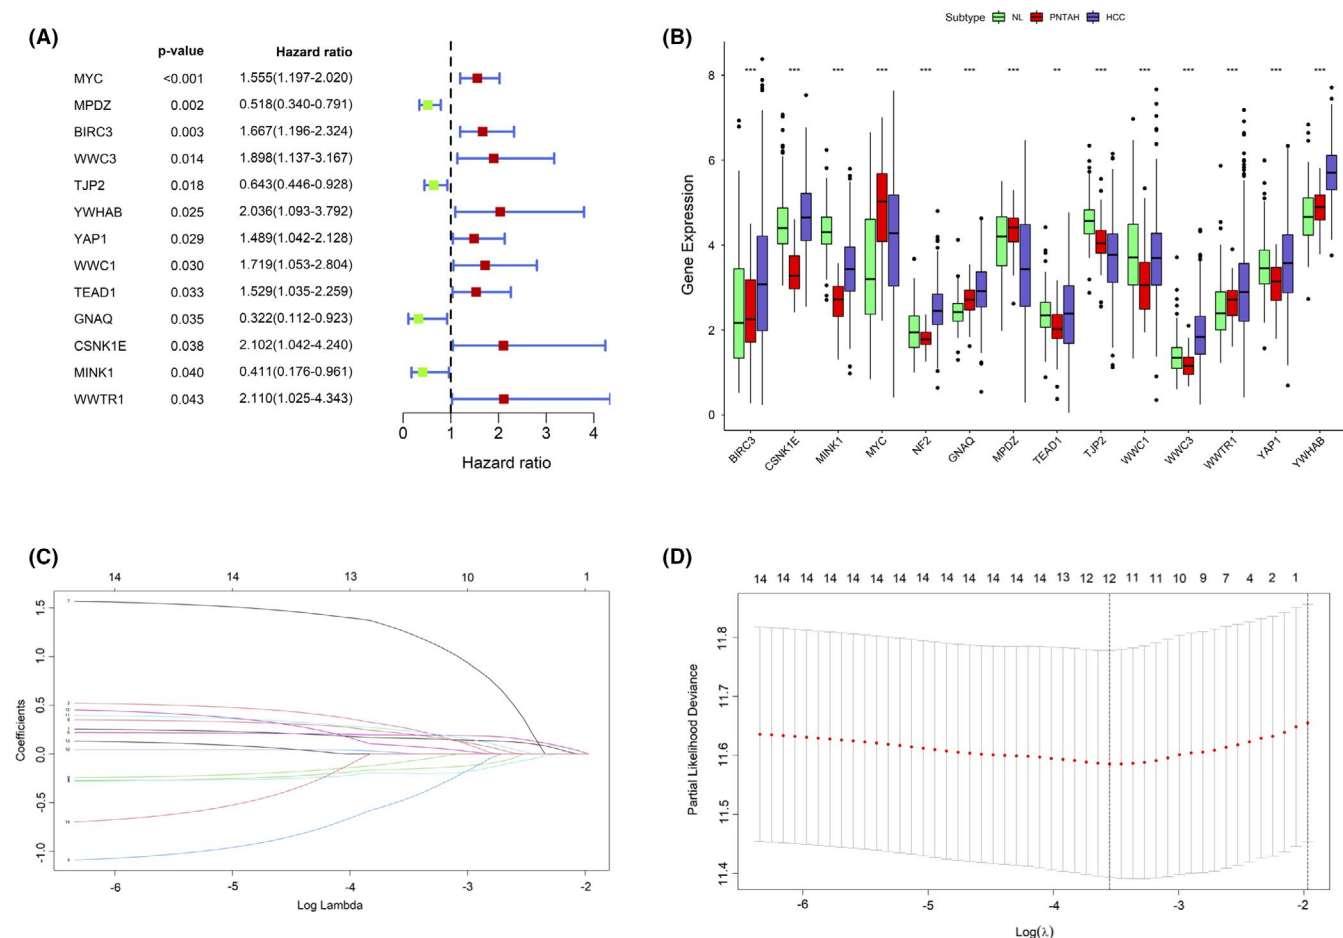 (A)
p-value Hazard ratio
MYC <0.001 1.555(1.197-2.020)
MPDZ 0.002 0.518(0.340-0.791)
BIRC3 0.003 1.667(1.196-2.324)
WWC3 0.014 1.898(1.137-3.167)
TJP2 0.018 0.643(0.446-0.928)
YWHAB 0.025 2.036(1.093-3.792)
YAP1 0.029 1.489(1.042-2.128)
WWC1 0.030 1.719(1.053-2.804)
TEAD1 0.033 1.529(1.035-2.259)
GNAQ 0.035 0.322(0.112-0.923)
CSNK1E 0.038 2.102(1.042-4.240)
MINK1 0.040 0.411(0.176-0.961)
WWTR1 0.043 2.110(1.025-4.343)
0 1 2 3 4
Hazard ratio
(B)
Subtype NL PNTAH HCC
*** *** *** *** *** *** *** ** *** *** *** *** *** ***
Gene Expression
8
6
4
2
0
BIRC3 CSNK1E MINK1 MYC NF2 GNAQ MPDZ TEAD1 TJP2 WWC1 WWC3 WWTR1 YAP1 YWHAB
(C)
14 14 13 10 1
Coefficients
1.5
1.0
0.5
0.0
-0.5
-1.0
-6 -5 -4 -3 -2
Log Lambda
(D)
14 14 14 14 14 14 14 14 14 14 14 14 14 13 12 12 11 11 10 9 7 4 2 1
Partial Likelihood Deviance
11.8
11.7
11.6
11.5
11.4
-6 -5 -4 -3 -2
Log(λ)